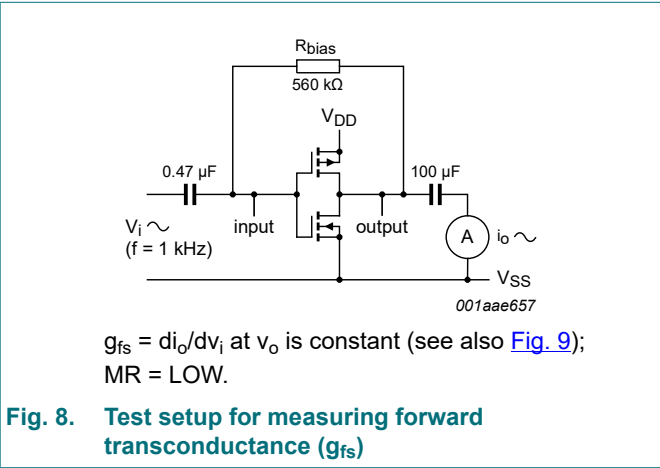 Rbias
560 kΩ
VDD
0.47 µF
100 µF
Vi
(f = 1 kHz)
input
output
A
io
VSS
001aae657
gfs = dio/dvi at vo is constant (see also Fig. 9);
MR = LOW.
Fig. 8. Test setup for measuring forward
transconductance (gfs)